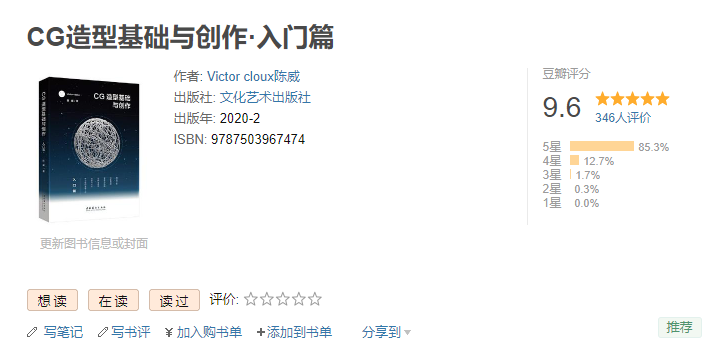 CG造型基础与创作·入门篇
CG 造型基础
与创作
入门篇
作者: Victor cloux陈威
出版社: 文化艺术出版社
出版年: 2020-2
ISBN: 9787503967474
更新图书信息或封面
豆瓣评分
9.6
346人评价
5星 85.3%
4星 12.7%
3星 1.7%
2星 0.3%
1星 0.0%
想读 在读 读过 评价:
写笔记 写书评 ¥ 加入购书单 +添加到书单 分享到
推荐